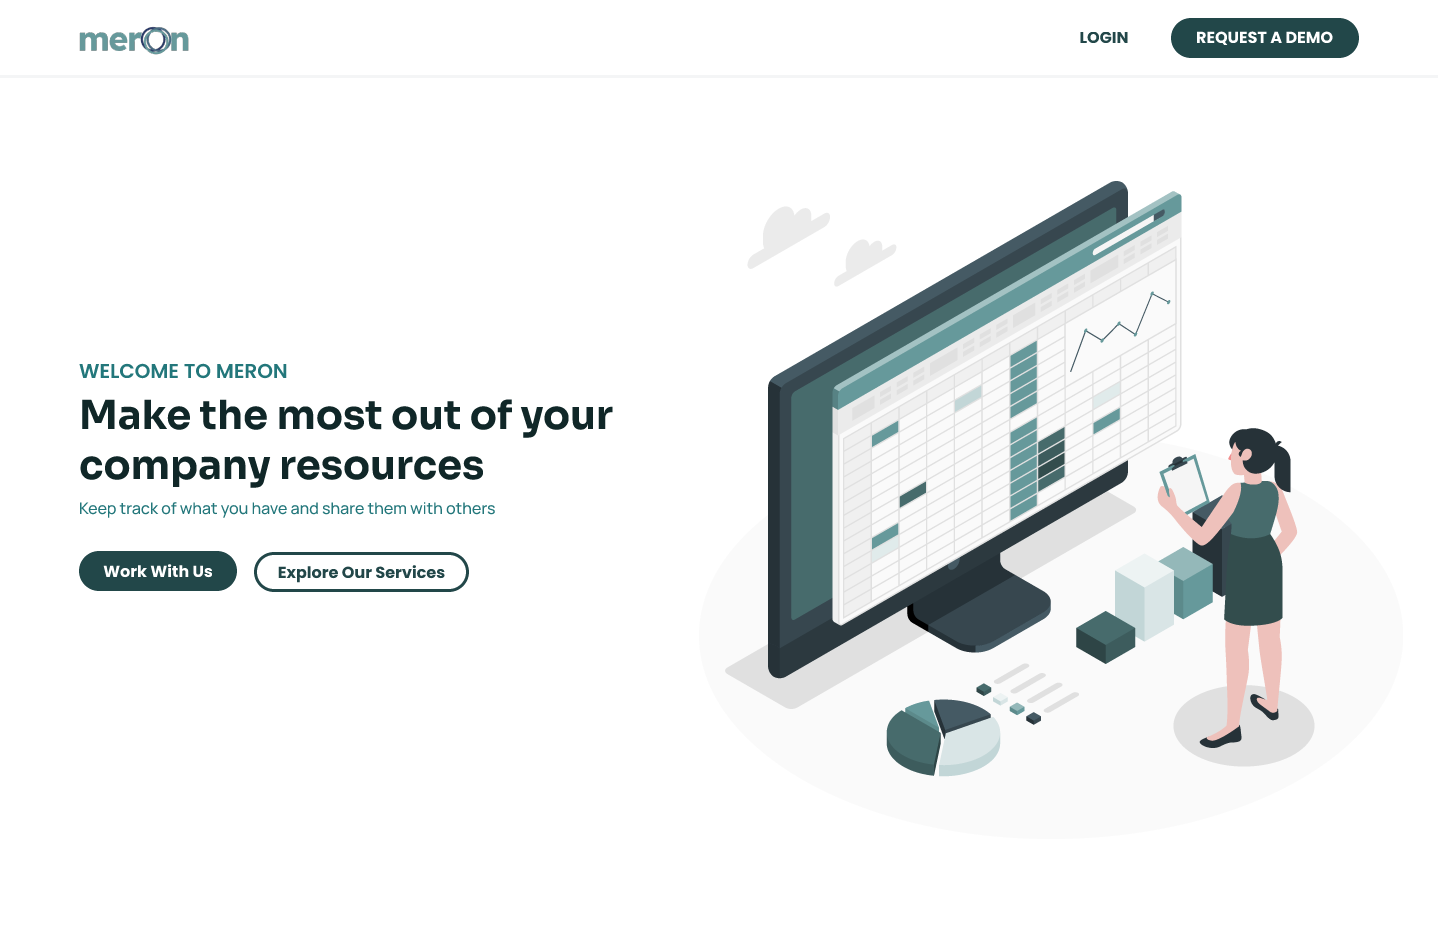 meron
LOGIN
REQUEST A DEMO
WELCOME TO MERON
Make the most out of your
company resources
Keep track of what you have and share them with others
Work With Us
Explore Our Services